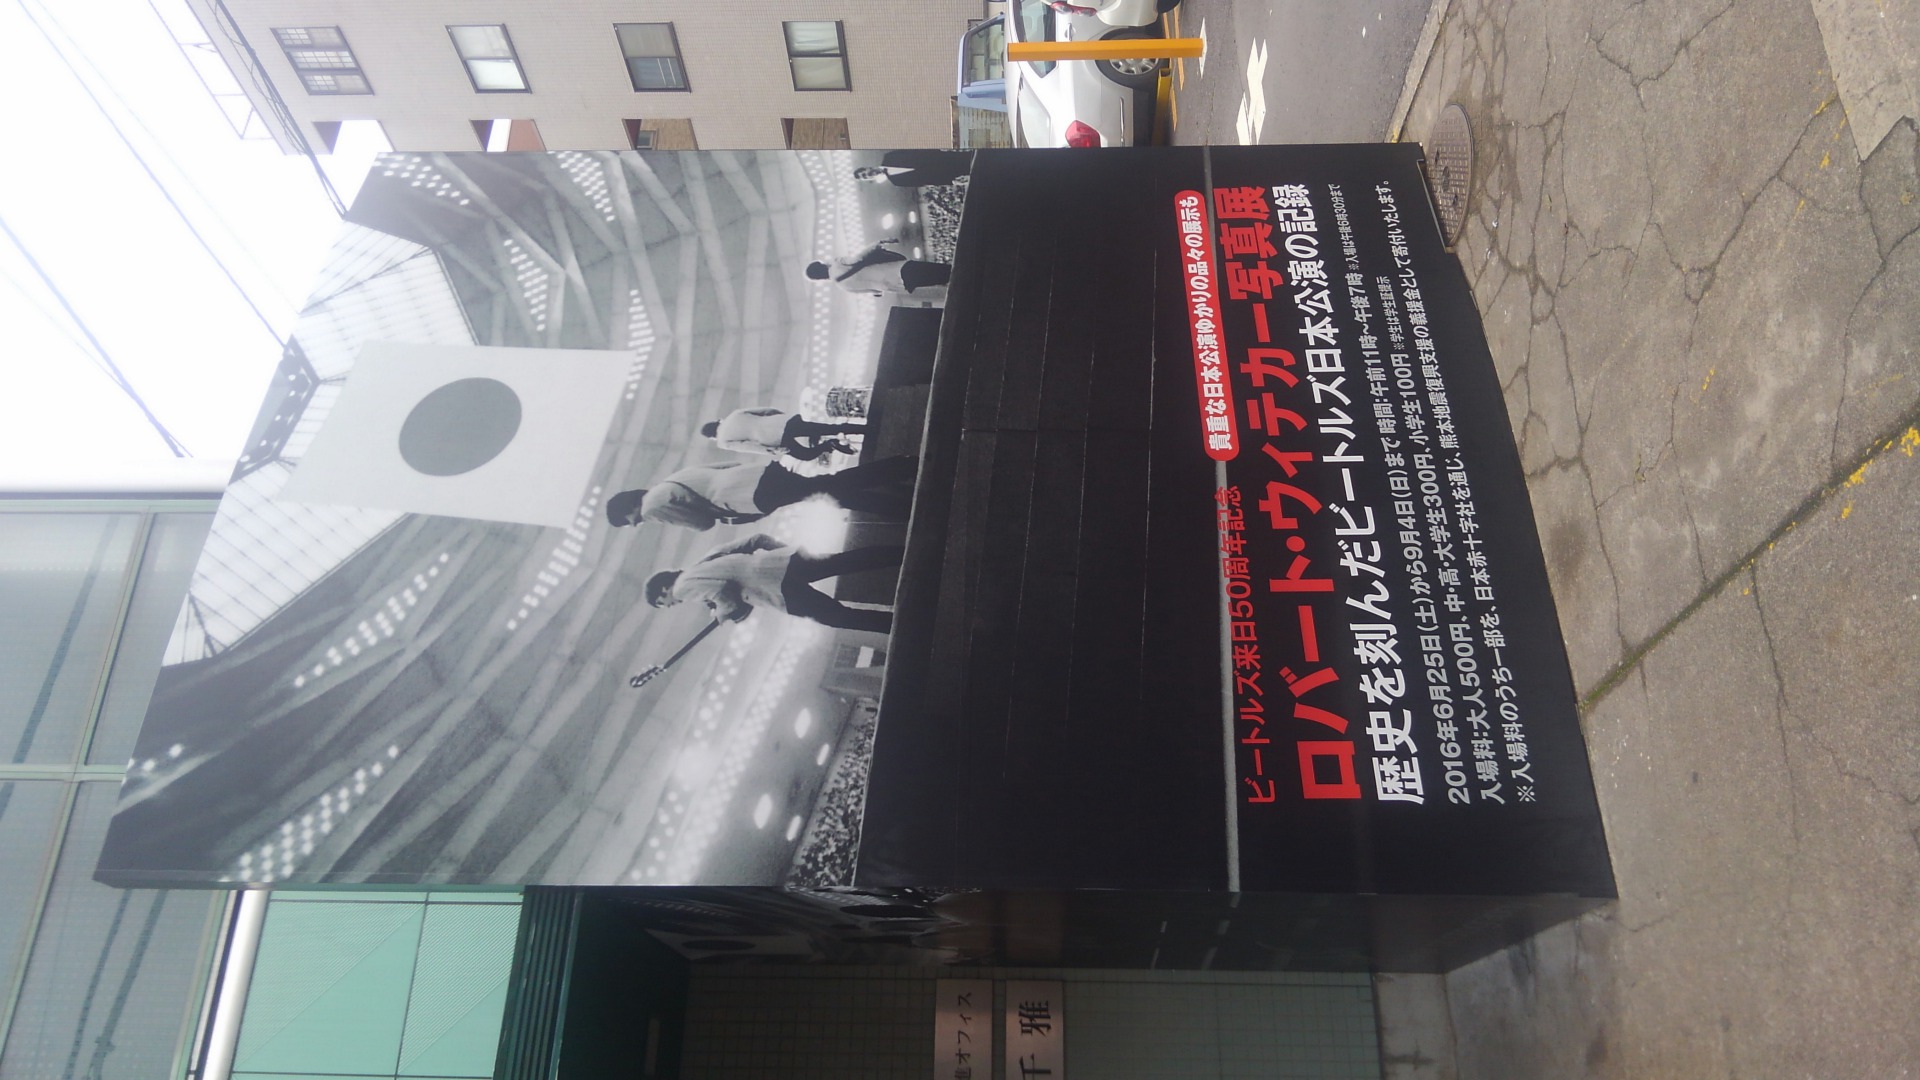 貴重な日本公演ゆかりの品々の展示も
ビートルズ来日50周年記念
ロバート・ウィテカー写真展
歴史を刻んだビートルズ日本公演の記録
2016年6月25日(土)から9月4日(日)まで 時間:午前11時〜午後7時 ※入場は午後6時30分まで
入場料:大人500円、中・高・大学生300円、小学生100円 ※学生は学生証提示
※入場料のうち一部を、日本赤十字社を通じ、熊本地震復興支援の義援金として寄付いたします。
オフィス
千雅